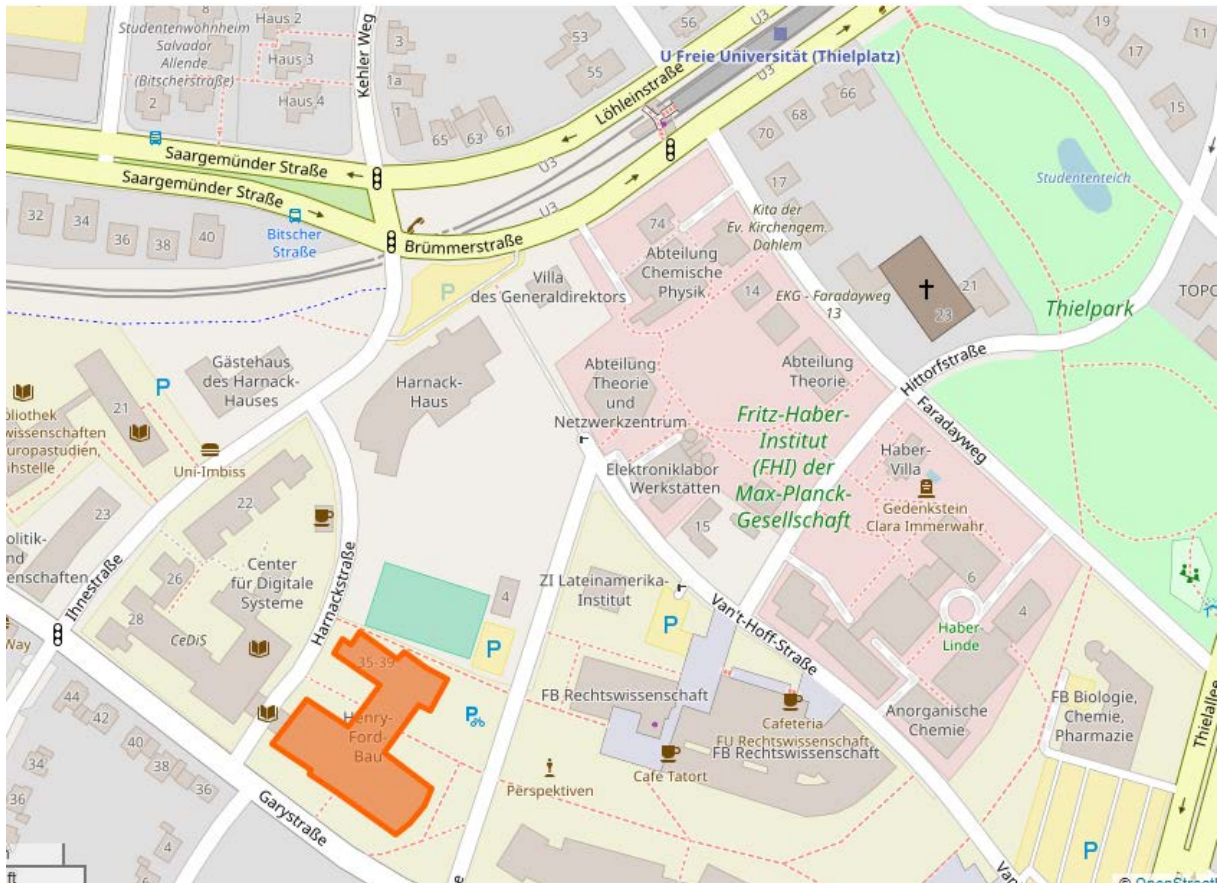 Studentenwohnheim
Salvador
Allende
(Bitscherstraße)
Haus 2
Haus 3
Haus 4
2
Kehler Weg
3
1a
1
65
63
61
53
55
56
U Freie Universität (Thielplatz)
U3
U3
U3
U3
Löhleinstraße
66
68
70
19
17
11
15
Saargemünder Straße
Saargemünder Straße
Bitscher
Straße
32
34
36
38
40
Brümmerstraße
P
Villa
des Generaldirektors
74
Abteilung
Chemische
Physik
17
Kita der
Ev. Kirchengem.
Dahlem
14
EKG - Faradayweg
13
21
23
Studententeich
Thielpark
TOPO
Hittorfstraße
Faradayweg
Abteilung
Theorie
Abteilung
Theorie
und
Netzwerkzentrum
Gästehaus
des Harnack-
Hauses
Harnack-
Haus
P
21
Uni-Imbiss
23
22
Fritz-Haber-
Institut
(FHI) der
Max-Planck-
Gesellschaft
Elektroniklabor
Werkstätten
15
Haber-
Villa
Gedenkstein
Clara Immerwahr
Ihnestraße
26
28
Center
für Digitale
Systeme
CeDiS
Harnackstraße
4
P
ZI Lateinamerika-
Institut
P
Van't-Hoff-Straße
6
4
Haber-
Linde
35-39
Henry-
Ford-
Bau
P
FB Rechtswissenschaft
Cafeteria
FU Rechtswissenschaft
FB Rechtswissenschaft
Café Tatort
Perspektiven
Anorganische
Chemie
FB Biologie,
Chemie,
Pharmazie
Thielallee
P
Garystraße
44
42
40
38
36
34
36
4
6
Way
ft
© OpenStreet